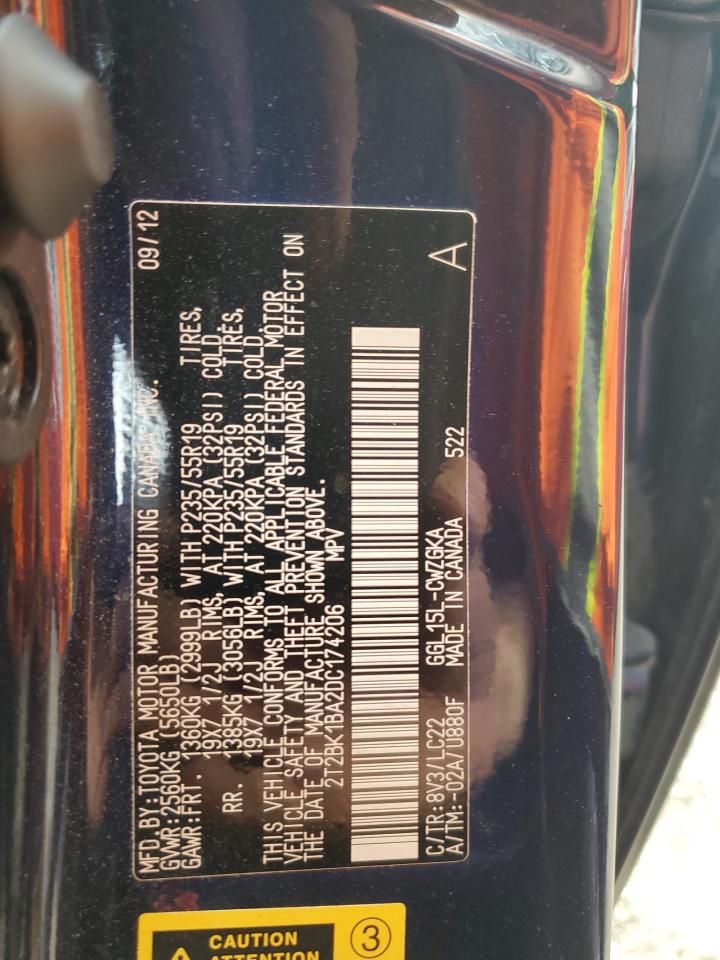 MFD.BY:TOYOTA MOTOR MANUFACTURING CANADA INC. 09/12
GVWR:2560KG (5650LB)
GAWR:FRT. 1360KG (2999LB) WITH P235/55R19 TIRES,
19X7 1/2J RIMS, AT 220KPA (32PSI) COLD
RR. 1385KG (3056LB) WITH P235/55R19 TIRES,
19X7 1/2J RIMS, AT 220KPA (32PSI) COLD
THIS VEHICLE CONFORMS TO ALL APPLICABLE FEDERAL MOTOR
VEHICLE SAFETY AND THEFT PREVENTION STANDARDS IN EFFECT ON
THE DATE OF MANUFACTURE SHOWN ABOVE.
2T2BK1BA2DC174206 MPV
C/TR:8V3/LC22 GGL15L-CWZGKA A
A/TM:-02A/U880F MADE IN CANADA 522
CAUTION 3
ATTENTION